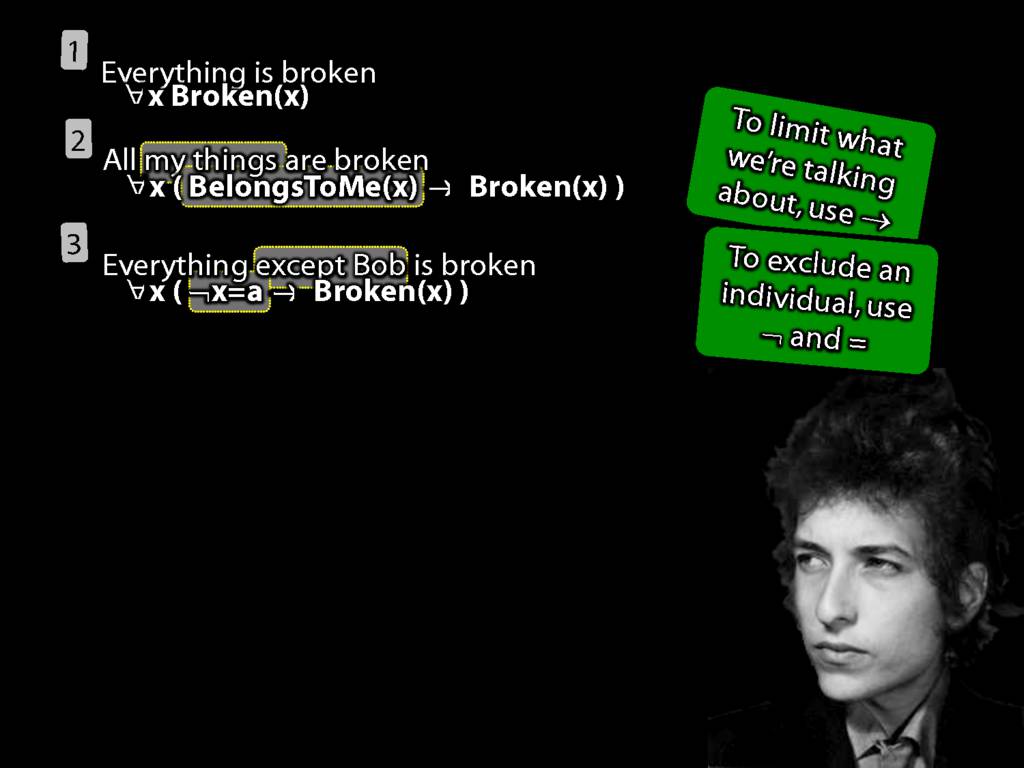 1
Everything is broken
∀x Broken(x)
2
All my things are broken
∀x ( BelongsToMe(x) → Broken(x) )
3
Everything except Bob is broken
∀x ( ¬x=a → Broken(x) )
To limit what
we're talking
about, use →
To exclude an
individual, use
¬ and =